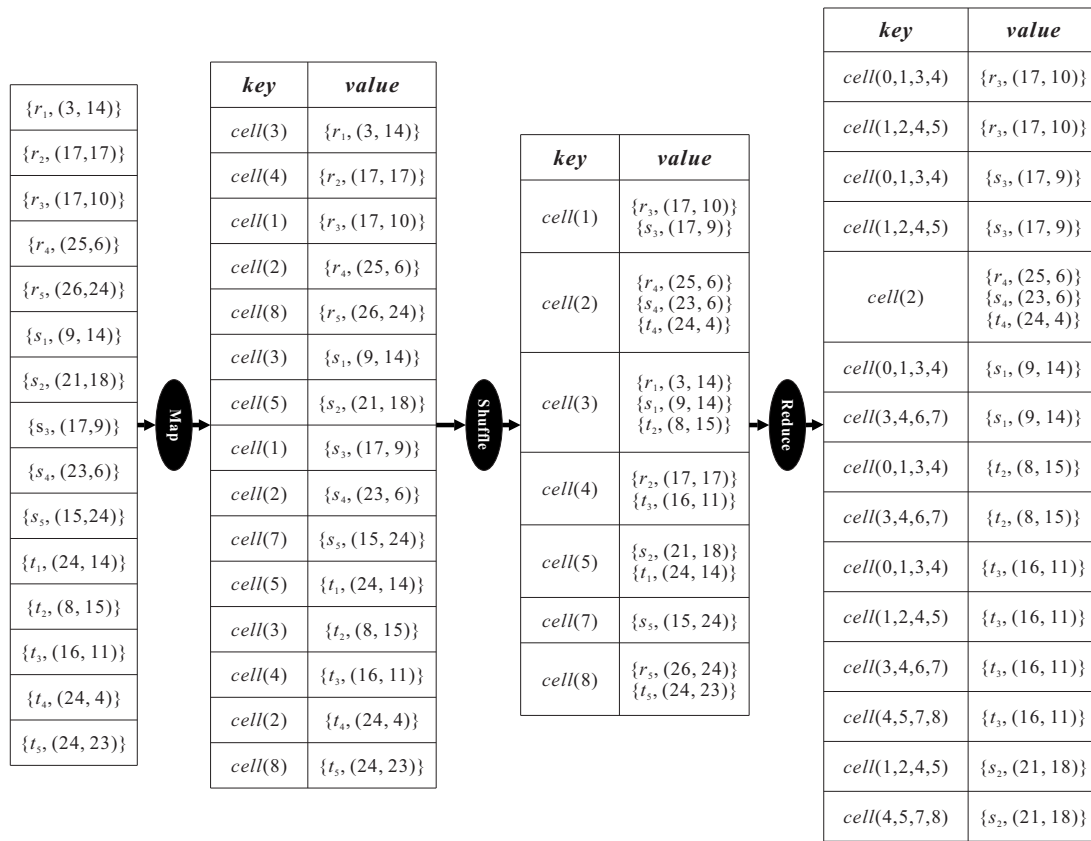 {r₁, (3, 14)}
{r₂, (17,17)}
{r₃, (17,10)}
{r₄, (25,6)}
{r₅, (26,24)}
{s₁, (9, 14)}
{s₂, (21,18)}
{s₃, (17,9)}
{s₄, (23,6)}
{s₅, (15,24)}
{t₁, (24, 14)}
{t₂, (8, 15)}
{t₃, (16, 11)}
{t₄, (24, 4)}
{t₅, (24, 23)}
Map
key value
cell(3) {r₁, (3, 14)}
cell(4) {r₂, (17, 17)}
cell(1) {r₃, (17, 10)}
cell(2) {r₄, (25, 6)}
cell(8) {r₅, (26, 24)}
cell(3) {s₁, (9, 14)}
cell(5) {s₂, (21, 18)}
cell(1) {s₃, (17, 9)}
cell(2) {s₄, (23, 6)}
cell(7) {s₅, (15, 24)}
cell(5) {t₁, (24, 14)}
cell(3) {t₂, (8, 15)}
cell(4) {t₃, (16, 11)}
cell(2) {t₄, (24, 4)}
cell(8) {t₅, (24, 23)}
Shuffle
key value
cell(1) {r₃, (17, 10)}
{s₃, (17, 9)}
cell(2) {r₄, (25, 6)}
{s₄, (23, 6)}
{t₄, (24, 4)}
cell(3) {r₁, (3, 14)}
{s₁, (9, 14)}
{t₂, (8, 15)}
cell(4) {r₂, (17, 17)}
{t₃, (16, 11)}
cell(5) {s₂, (21, 18)}
{t₁, (24, 14)}
cell(7) {s₅, (15, 24)}
cell(8) {r₅, (26, 24)}
{t₅, (24, 23)}
Reduce
key value
cell(0,1,3,4) {r₃, (17, 10)}
cell(1,2,4,5) {r₃, (17, 10)}
cell(0,1,3,4) {s₃, (17, 9)}
cell(1,2,4,5) {s₃, (17, 9)}
cell(2) {r₄, (25, 6)}
{s₄, (23, 6)}
{t₄, (24, 4)}
cell(0,1,3,4) {s₁, (9, 14)}
cell(3,4,6,7) {s₁, (9, 14)}
cell(0,1,3,4) {t₂, (8, 15)}
cell(3,4,6,7) {t₂, (8, 15)}
cell(0,1,3,4) {t₃, (16, 11)}
cell(1,2,4,5) {t₃, (16, 11)}
cell(3,4,6,7) {t₃, (16, 11)}
cell(4,5,7,8) {t₃, (16, 11)}
cell(1,2,4,5) {s₂, (21, 18)}
cell(4,5,7,8) {s₂, (21, 18)}